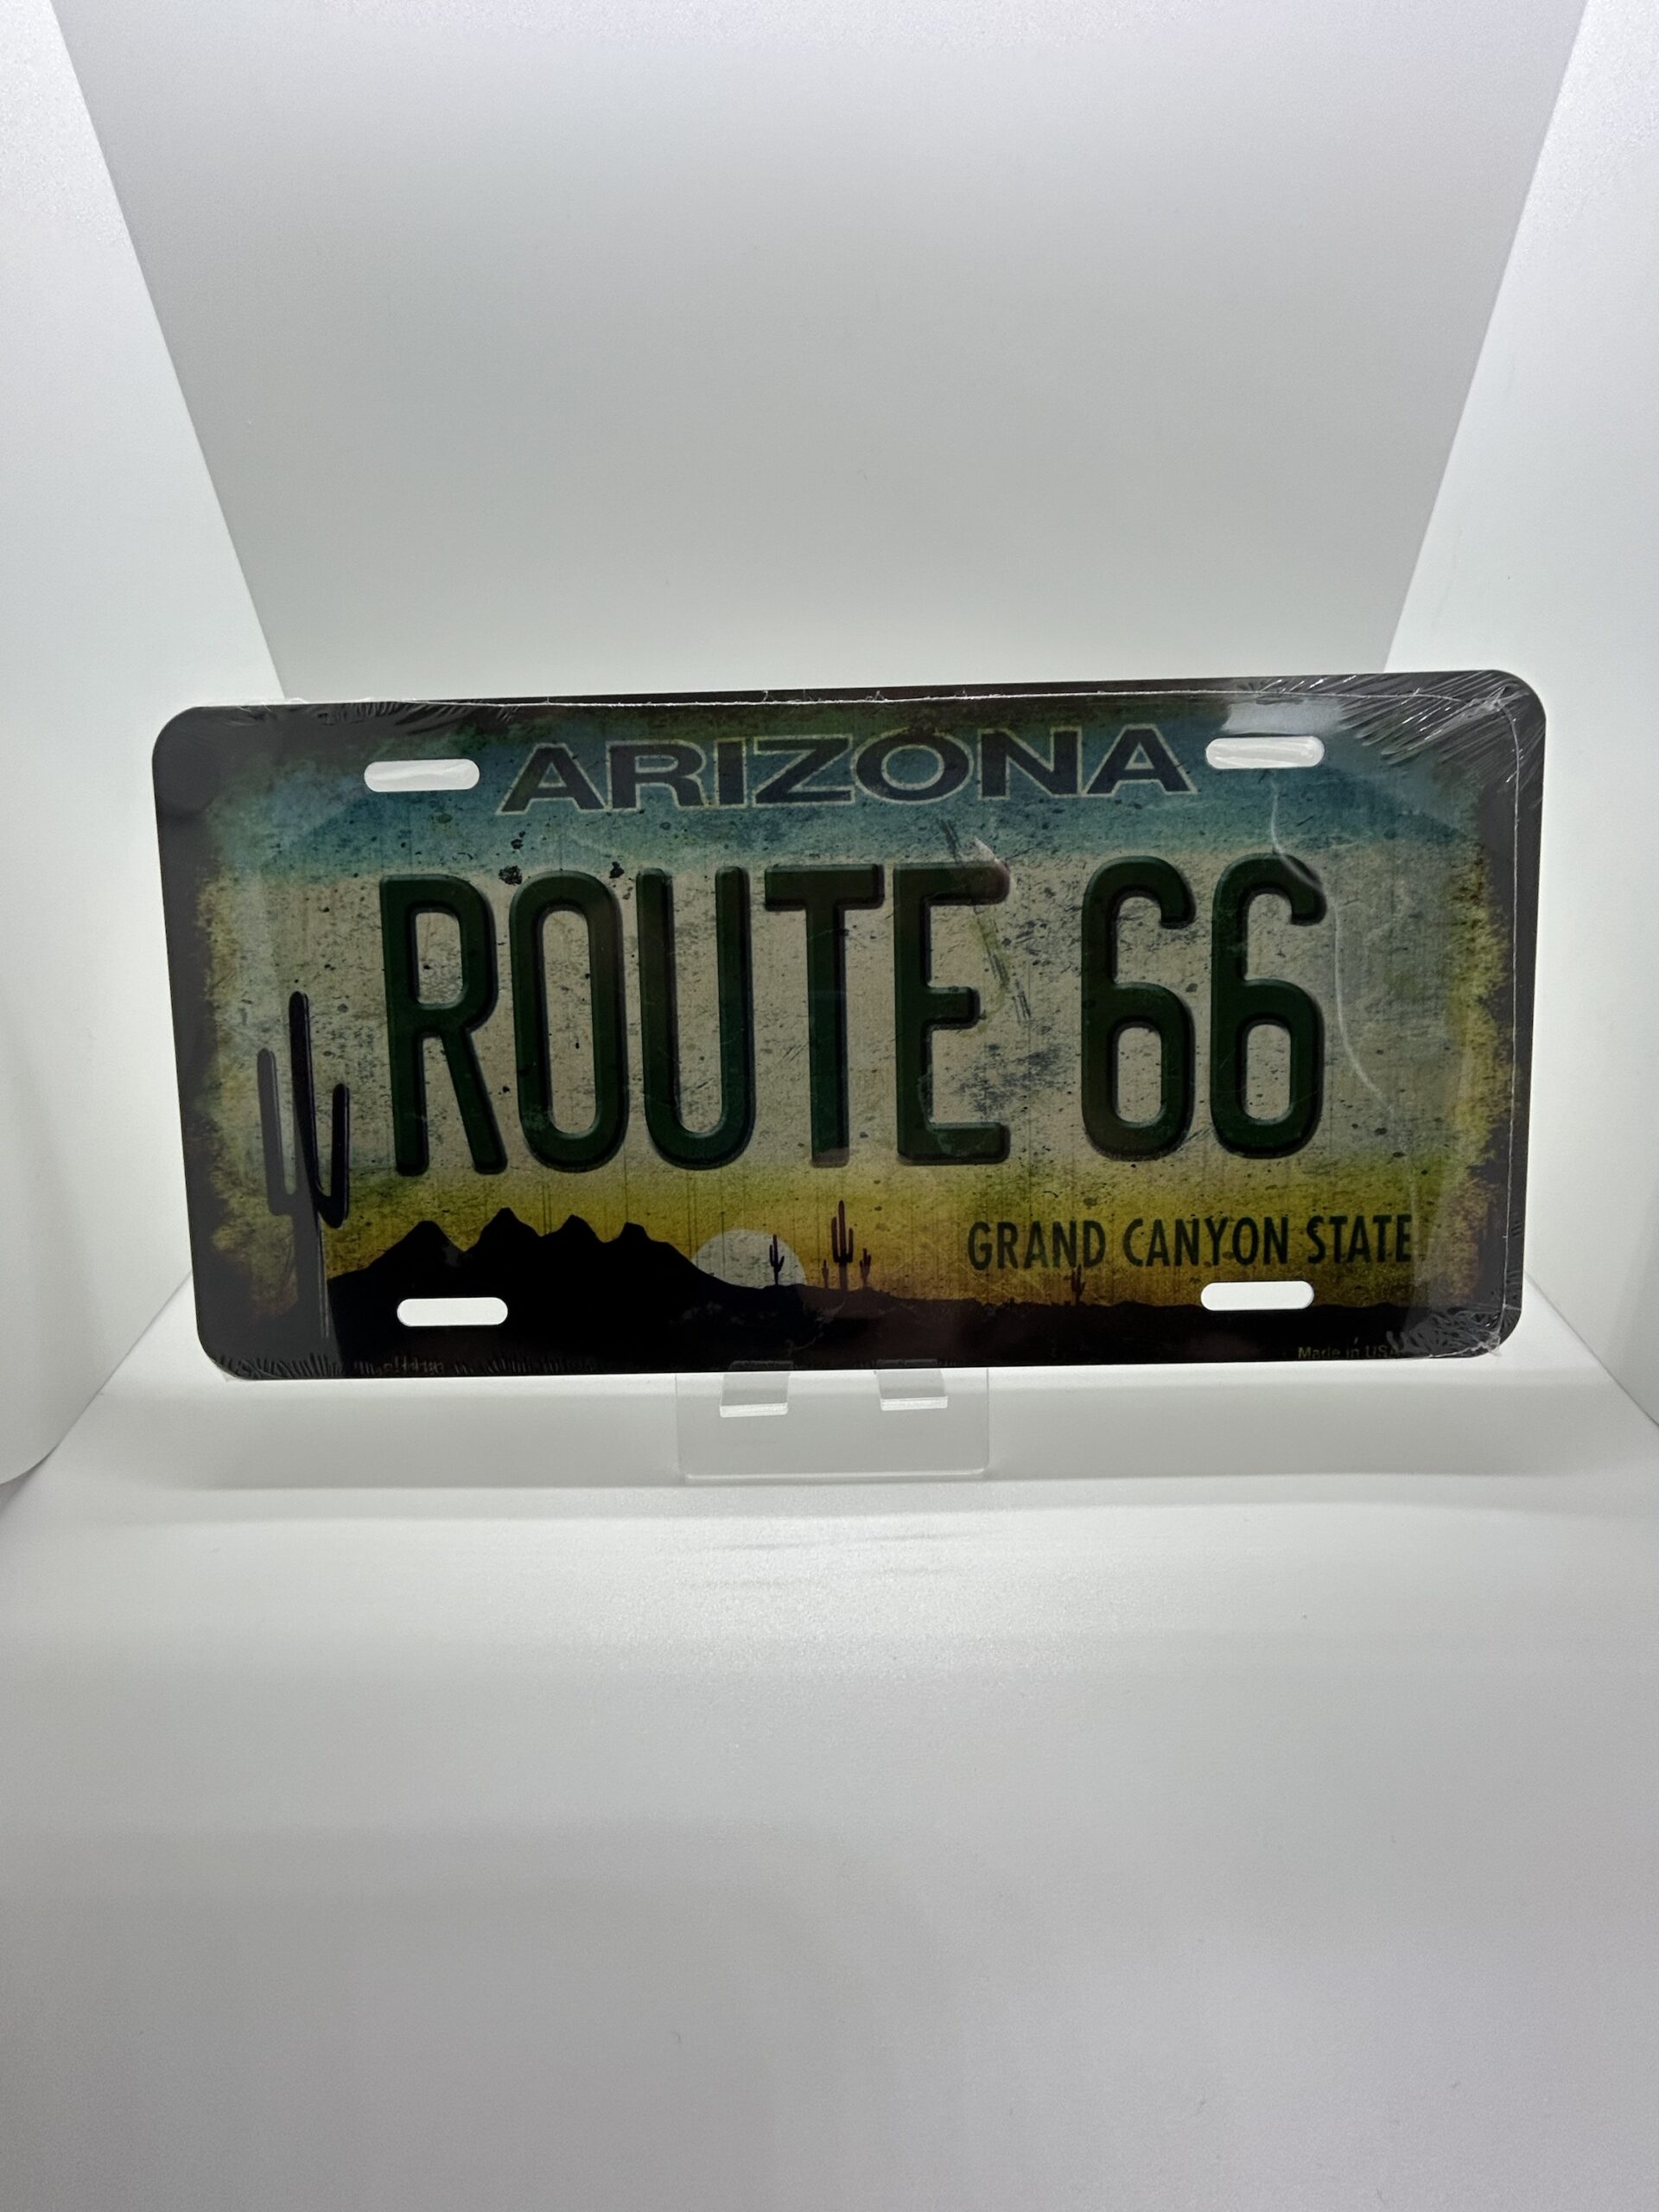 ARIZONA
ROUTE 66
GRAND CANYON STATE
Made in USA